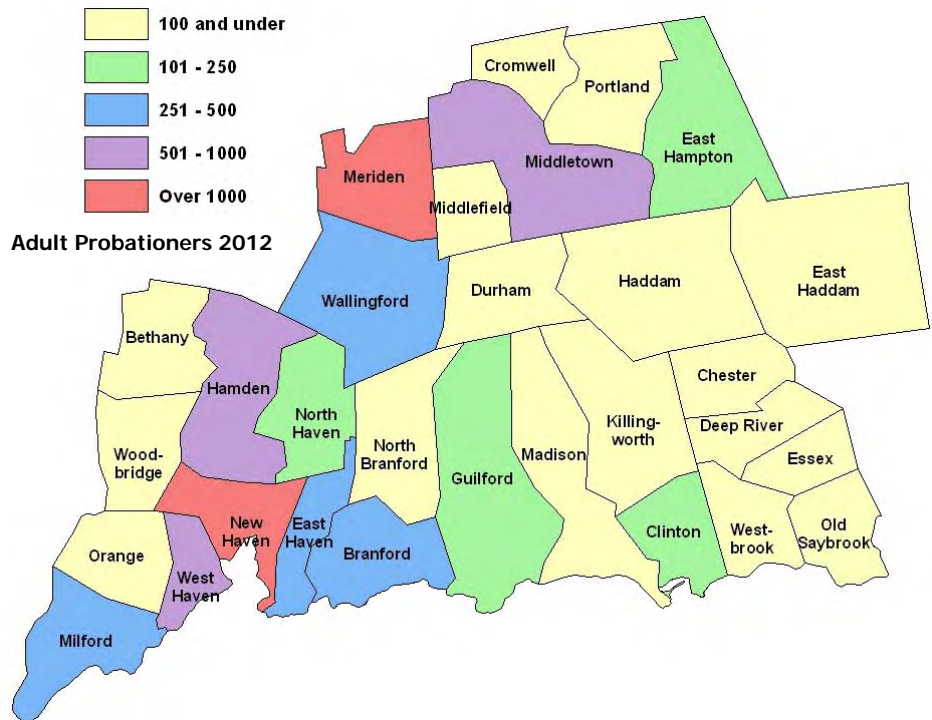 100 and under
101 - 250
251 - 500
501 - 1000
Over 1000
Adult Probationers 2012
Cromwell
Portland
East
Hampton
Middletown
Meriden
Middlefield
Wallingford
Durham
Haddam
East
Haddam
Bethany
Hamden
North
Haven
Wood-
bridge
North
Branford
Guilford
Madison
Killing-
worth
Chester
Deep River
Essex
Old
Saybrook
West-
brook
Clinton
New
Haven
East
Haven
Branford
Orange
West
Haven
Milford